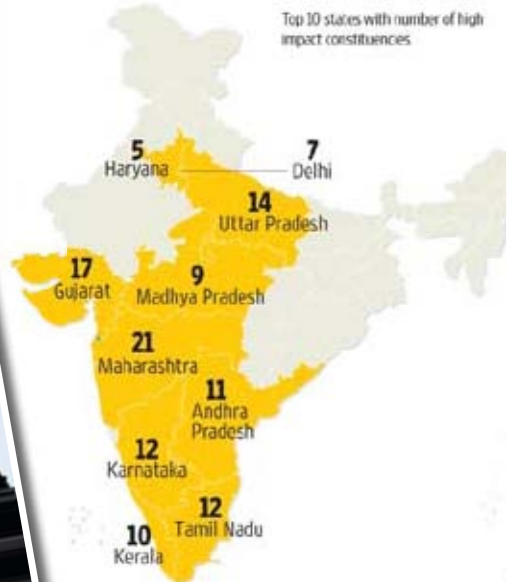 Top 10 states with number of high
impact constituences
5
Haryana
7
Delhi
14
Uttar Pradesh
17
Gujarat
9
Madhya Pradesh
21
Maharashtra
11
Andhra
Pradesh
12
Karnataka
12
Tamil Nadu
10
Kerala